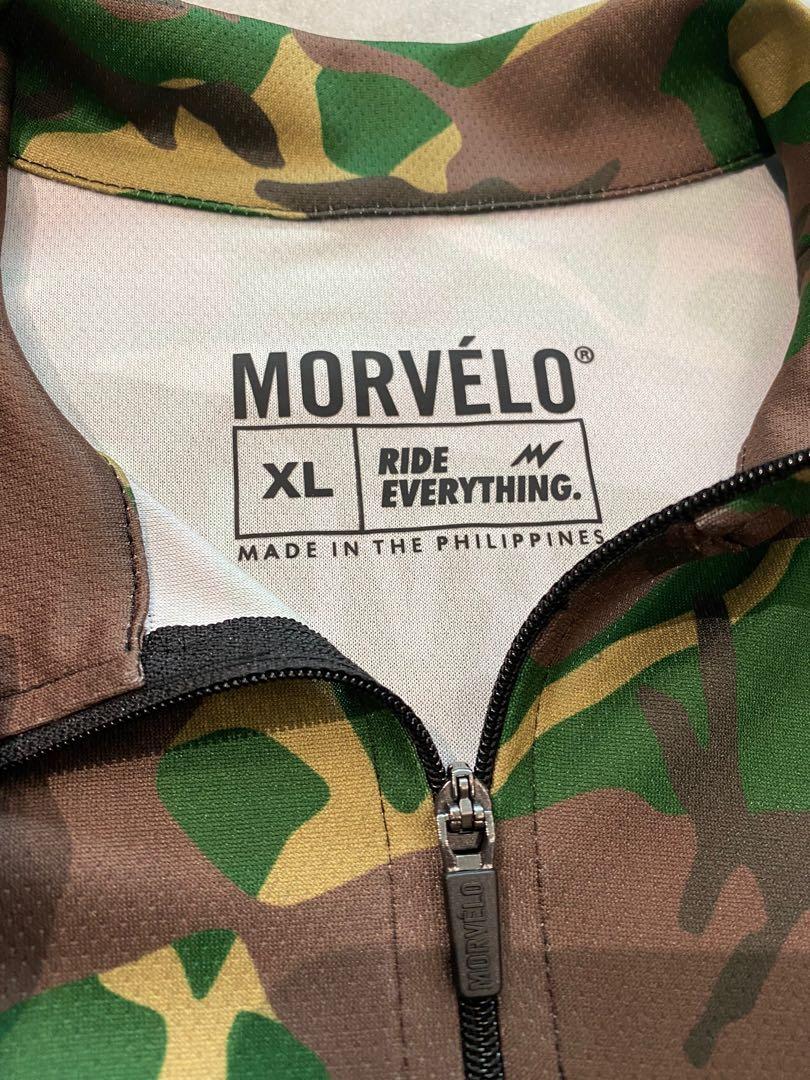 MORVÉLO®
XL
RIDE
EVERYTHING.
MADE IN THE PHILIPPINES
MORVÉLO